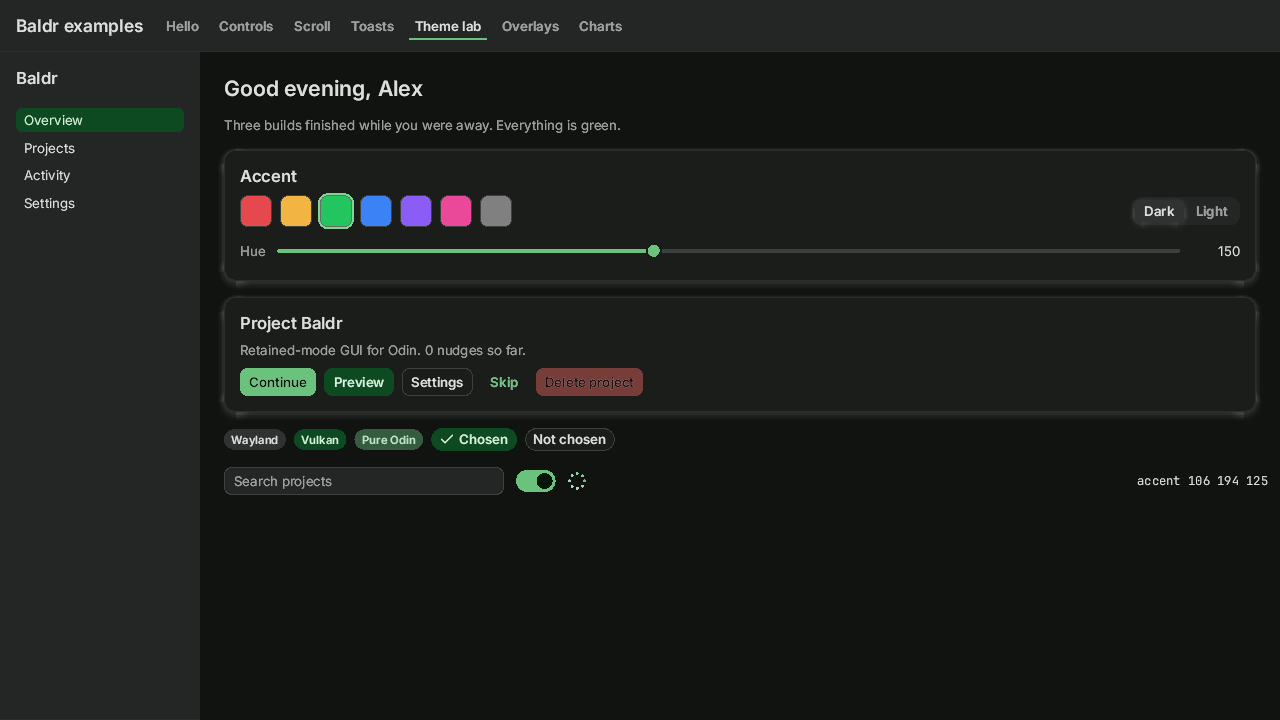 Baldr examples Hello Controls Scroll Toasts Theme lab Overlays Charts
Baldr
Overview
Projects
Activity
Settings
Good evening, Alex
Three builds finished while you were away. Everything is green.
Accent
Dark Light
Hue 150
Project Baldr
Retained-mode GUI for Odin. 0 nudges so far.
Continue Preview Settings Skip Delete project
Wayland Vulkan Pure Odin Chosen Not chosen
Search projects accent 106 194 125